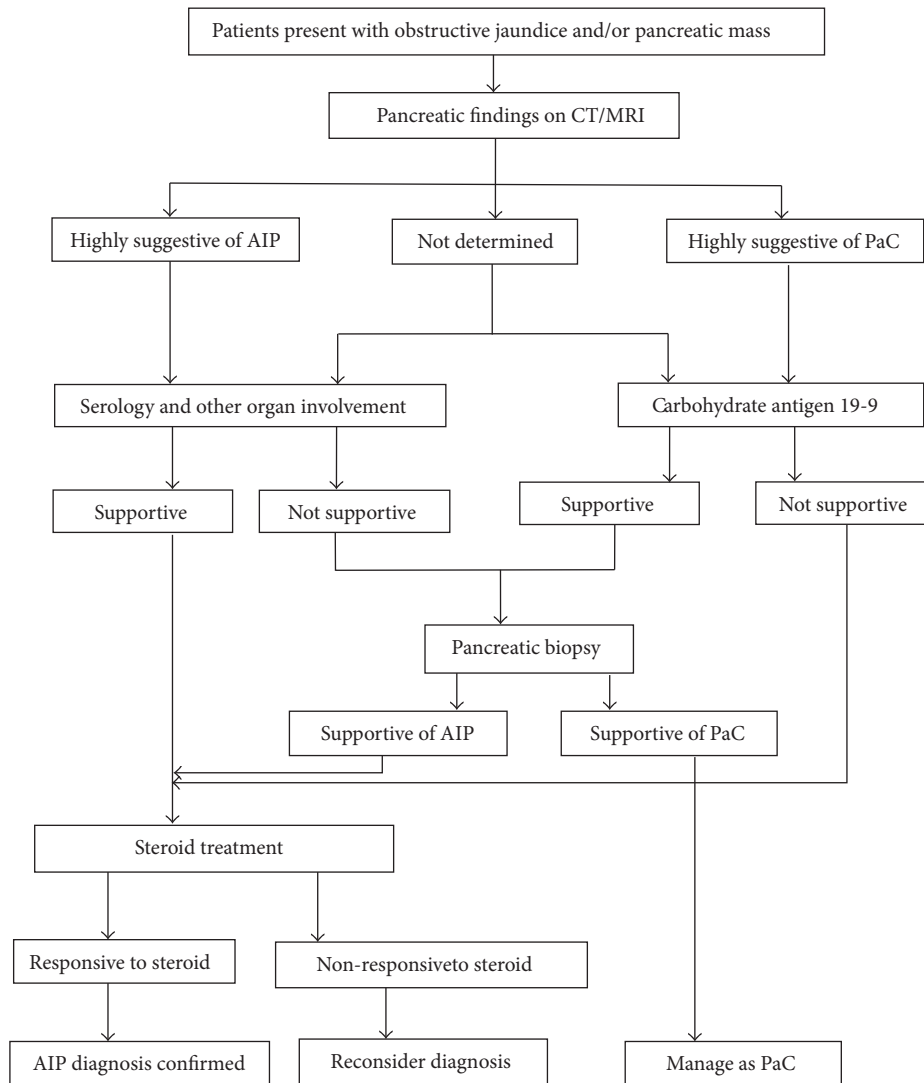 Patients present with obstructive jaundice and/or pancreatic mass
Pancreatic findings on CT/MRI
Highly suggestive of AIP
Not determined
Highly suggestive of PaC
Serology and other organ involvement
Carbohydrate antigen 19-9
Supportive
Not supportive
Supportive
Not supportive
Pancreatic biopsy
Supportive of AIP
Supportive of PaC
Steroid treatment
Responsive to steroid
Non-responsiveto steroid
AIP diagnosis confirmed
Reconsider diagnosis
Manage as PaC